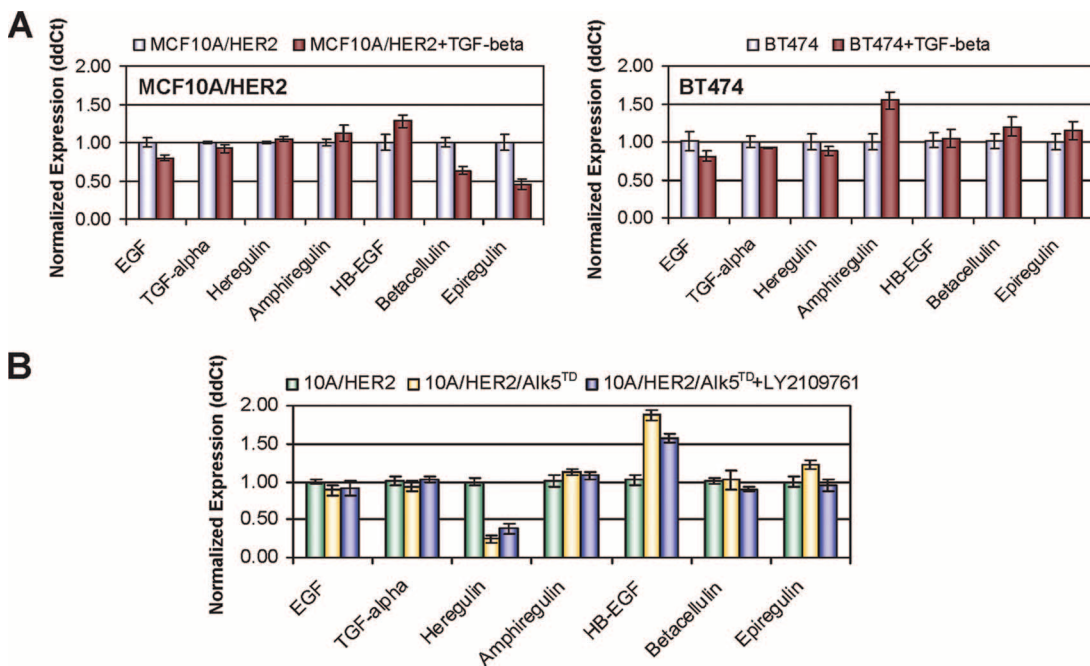 A
Normalized Expression (ddCt)
MCF10A/HER2 MCF10A/HER2+TGF-beta
MCF10A/HER2
2.00
1.50
1.00
0.50
0.00
EGF
TGF-alpha
Heregulin
Amphiregulin
HB-EGF
Betacellulin
Epiregulin
Normalized Expression (ddCt)
BT474 BT474+TGF-beta
BT474
2.00
1.50
1.00
0.50
0.00
EGF
TGF-alpha
Heregulin
Amphiregulin
HB-EGF
Betacellulin
Epiregulin
B
Normalized Expression (ddCt)
10A/HER2 10A/HER2/Alk5TD 10A/HER2/Alk5TD+LY2109761
2.00
1.50
1.00
0.50
0.00
EGF
TGF-alpha
Heregulin
Amphiregulin
HB-EGF
Betacellulin
Epiregulin